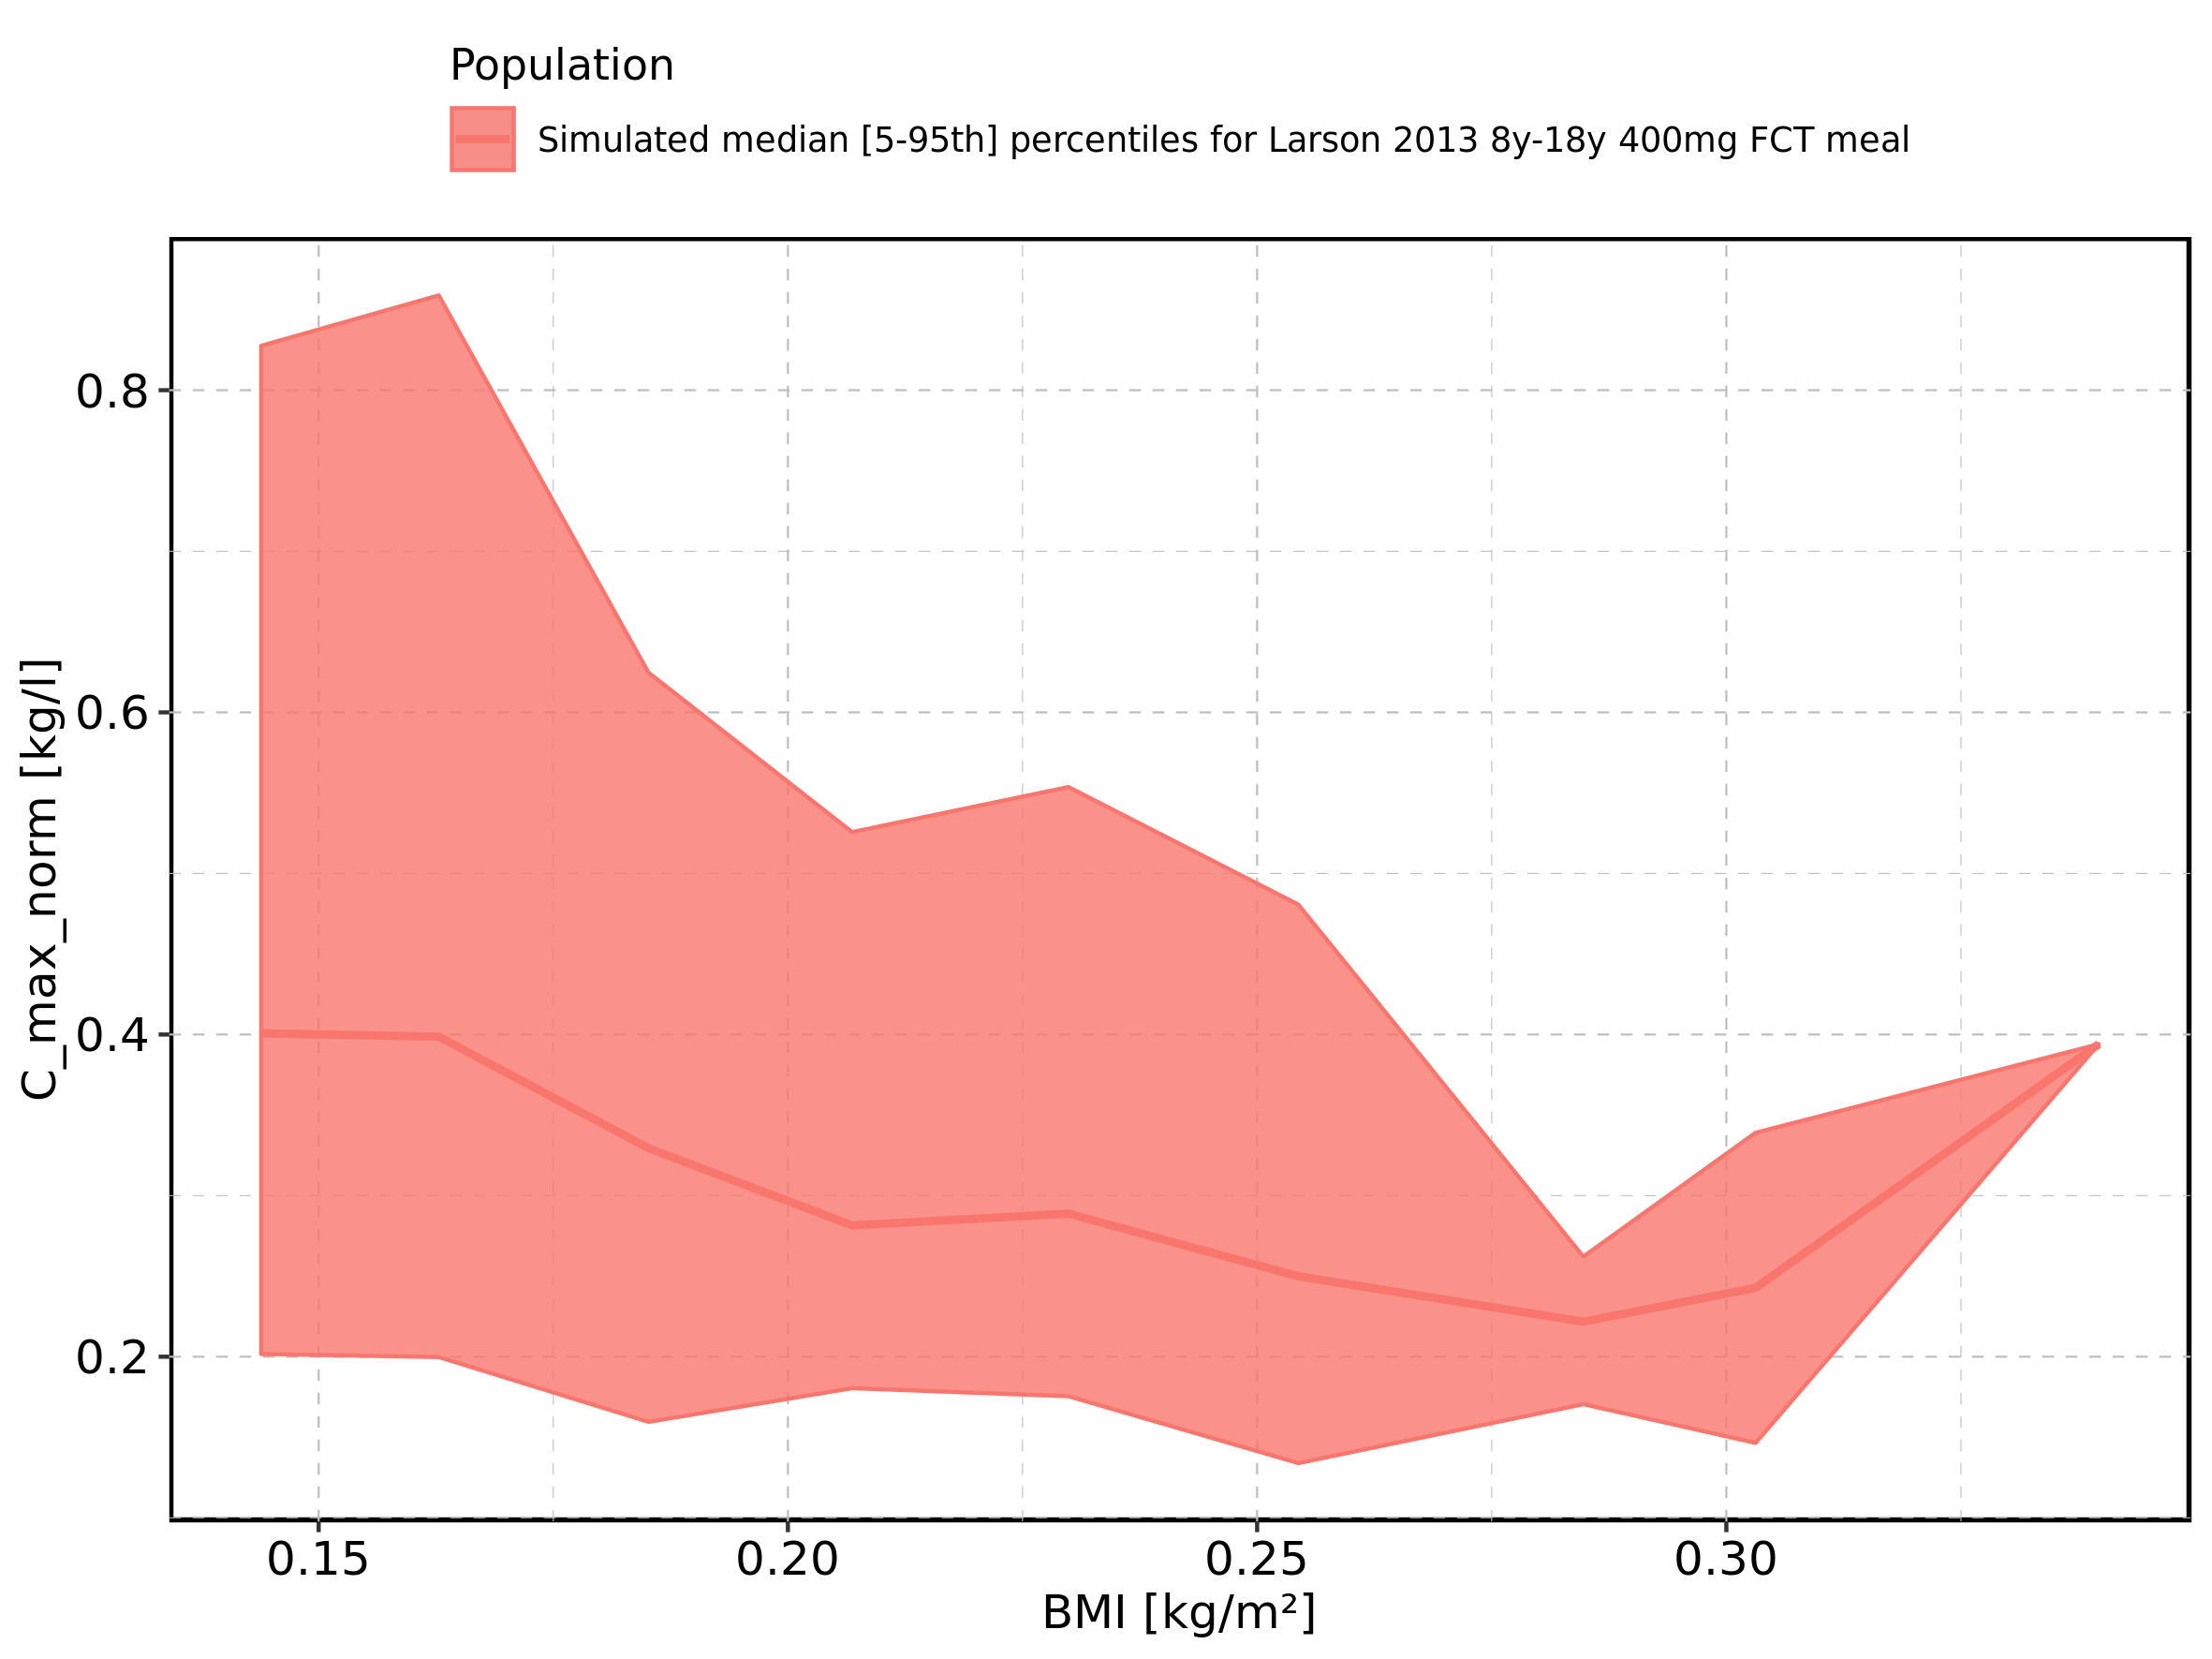 Population
Simulated median [5-95th] percentiles for Larson 2013 8y-18y 400mg FCT meal
C_max_norm [kg/l]
0.8
0.6
0.4
0.2
0.15 0.20 0.25 0.30
BMI [kg/m²]